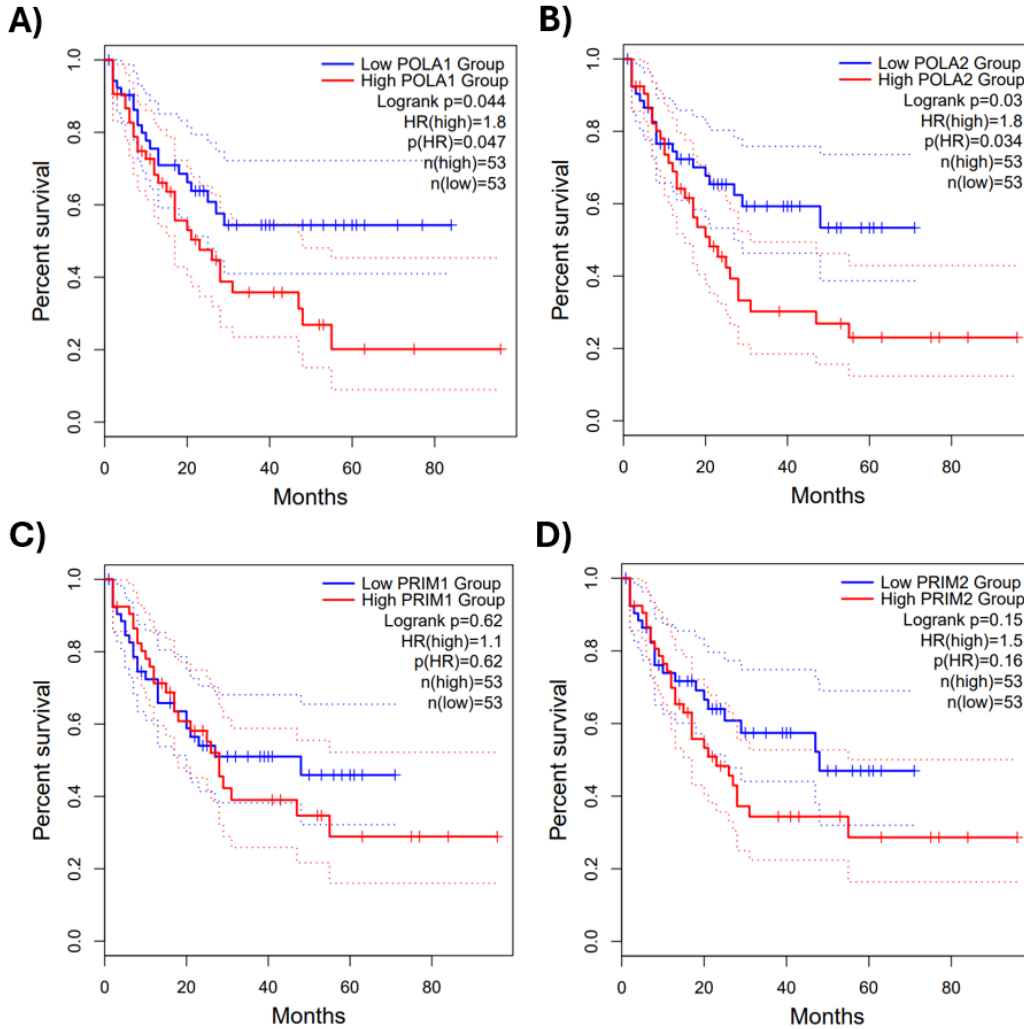 A)
Low POLA1 Group
High POLA1 Group
Logrank p=0.044
HR(high)=1.8
p(HR)=0.047
n(high)=53
n(low)=53
Percent survival
1.0
0.8
0.6
0.4
0.2
0.0
0 20 40 60 80
Months
B)
Low POLA2 Group
High POLA2 Group
Logrank p=0.03
HR(high)=1.8
p(HR)=0.034
n(high)=53
n(low)=53
Percent survival
1.0
0.8
0.6
0.4
0.2
0.0
0 20 40 60 80
Months
C)
Low PRIM1 Group
High PRIM1 Group
Logrank p=0.62
HR(high)=1.1
p(HR)=0.62
n(high)=53
n(low)=53
Percent survival
1.0
0.8
0.6
0.4
0.2
0.0
0 20 40 60 80
Months
D)
Low PRIM2 Group
High PRIM2 Group
Logrank p=0.15
HR(high)=1.5
p(HR)=0.16
n(high)=53
n(low)=53
Percent survival
1.0
0.8
0.6
0.4
0.2
0.0
0 20 40 60 80
Months